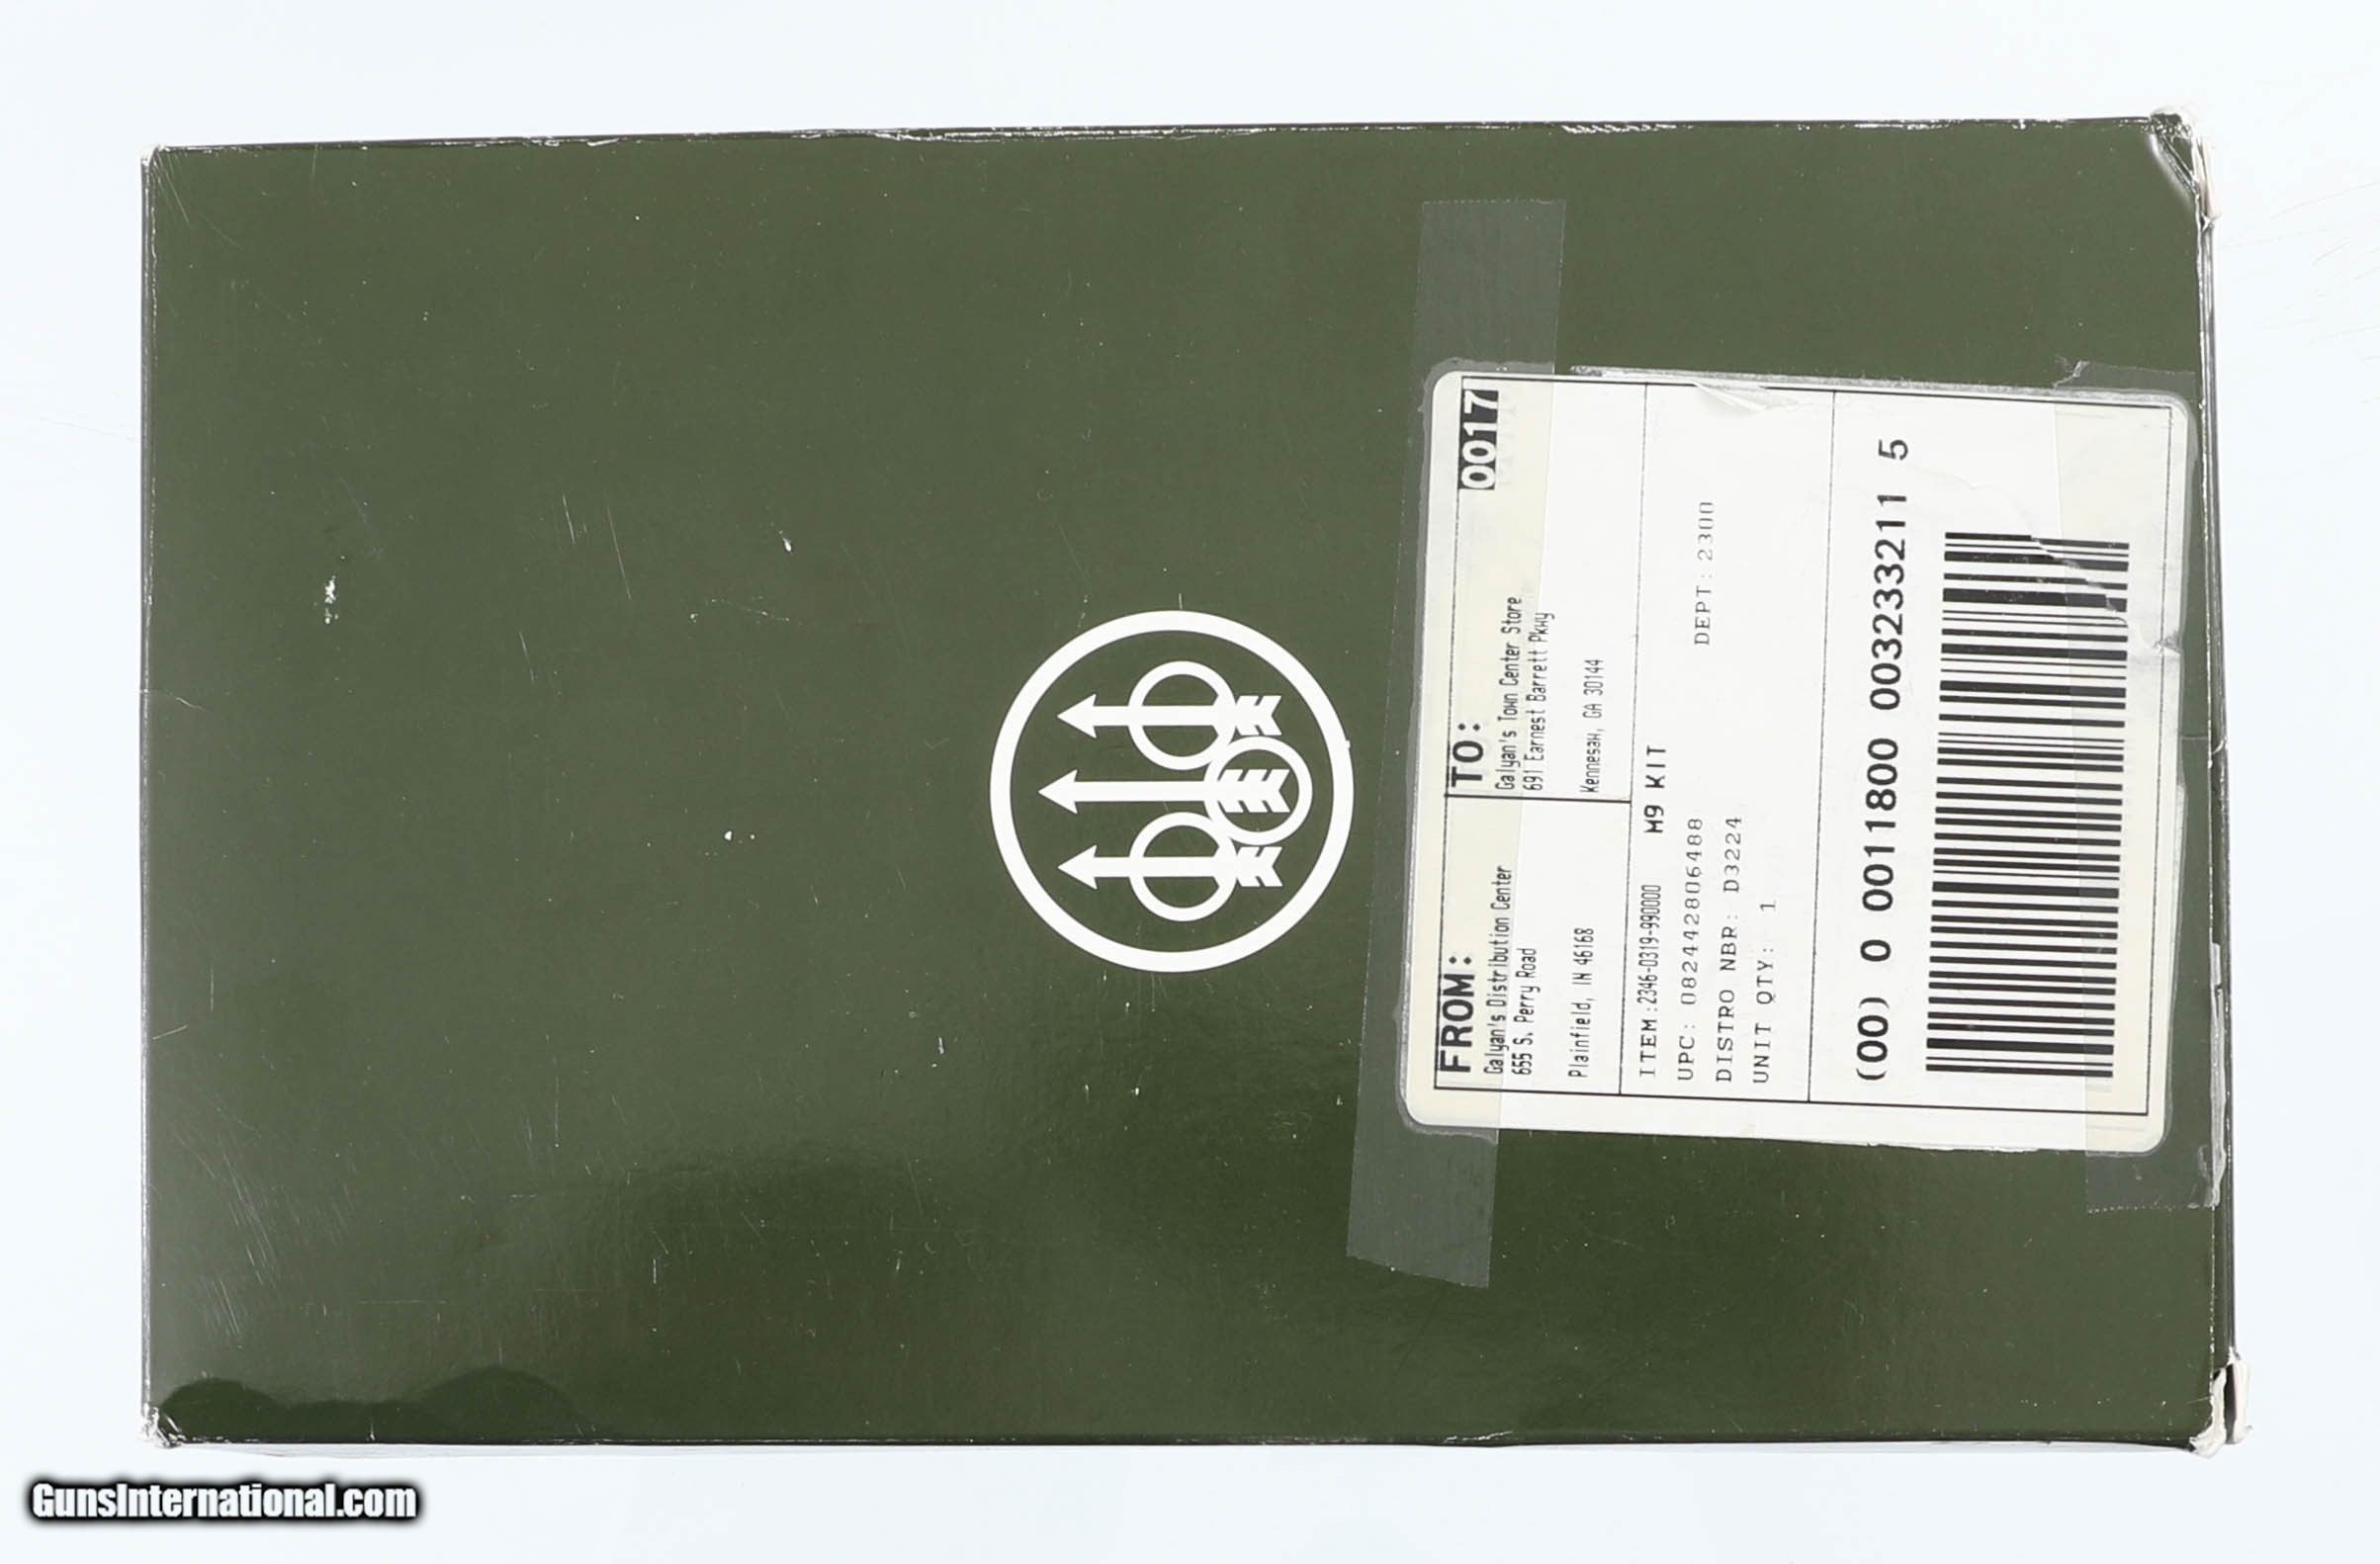 FROM:
Galyan's Distribution Center
655 S. Perry Road
Plainfield, IN 46168
TO:
0017
Galyan's Town Center Store
691 Earnest Barrett Pkwy
Kennesaw, GA 30144
ITEM:2346-0319-990000 M9 KIT
UPC: 082442806488
DEPT: 2300
DISTRO NBR: D3224
UNIT QTY: 1
(00) 0 0011800 003233211 5
GunsInternational.com